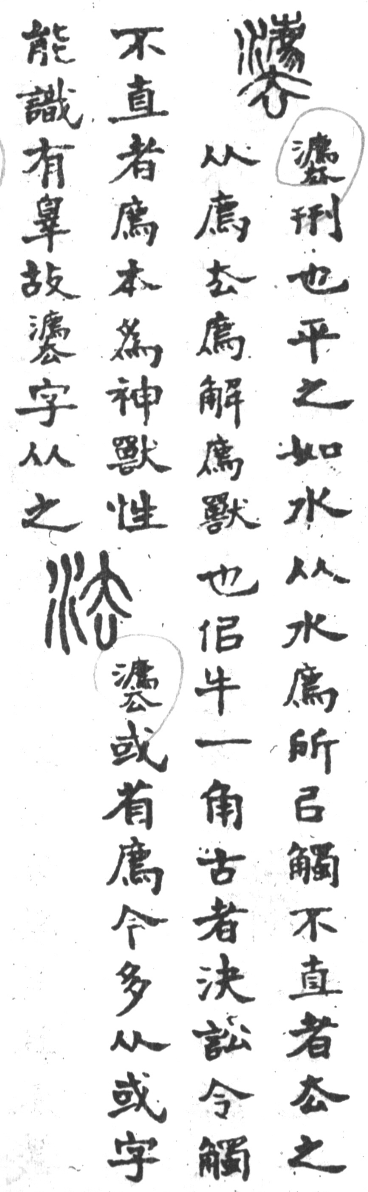 灋
灋刑也平之如水从水廌所㠯觸不直者厺之
从廌去廌解廌獸也佀牛一角古者決訟令觸
不直者廌本為神獸性
能識有辠故灋字从之
法
灋或省廌今多从或字